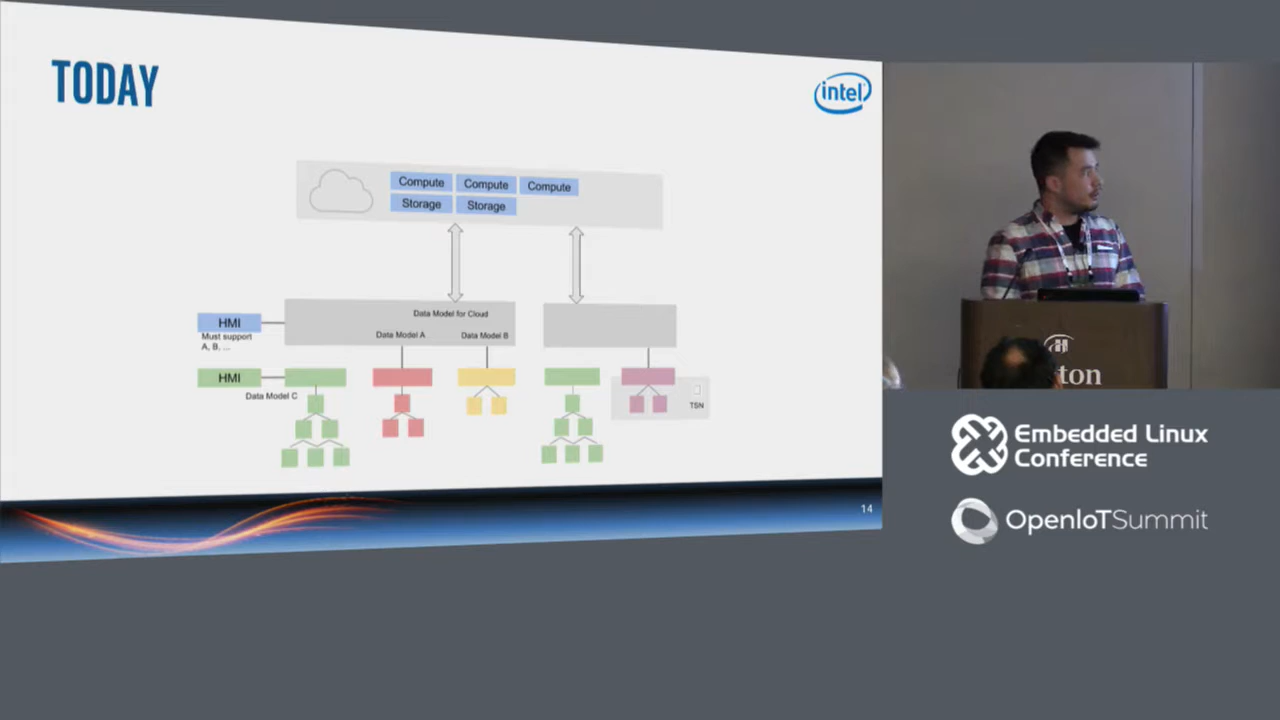 TODAY
intel
Compute Compute Compute
Storage Storage
Data Model for Cloud
HMI
Must support
A, B, ...
Data Model A Data Model B
HMI
Data Model C
TSN
14
ton
Embedded Linux
Conference
OpenIoTSummit